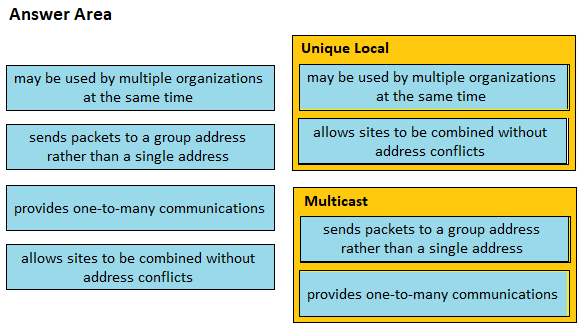 Answer Area
may be used by multiple organizations
at the same time
sends packets to a group address
rather than a single address
provides one-to-many communications
allows sites to be combined without
address conflicts
Unique Local
may be used by multiple organizations
at the same time
allows sites to be combined without
address conflicts
Multicast
sends packets to a group address
rather than a single address
provides one-to-many communications